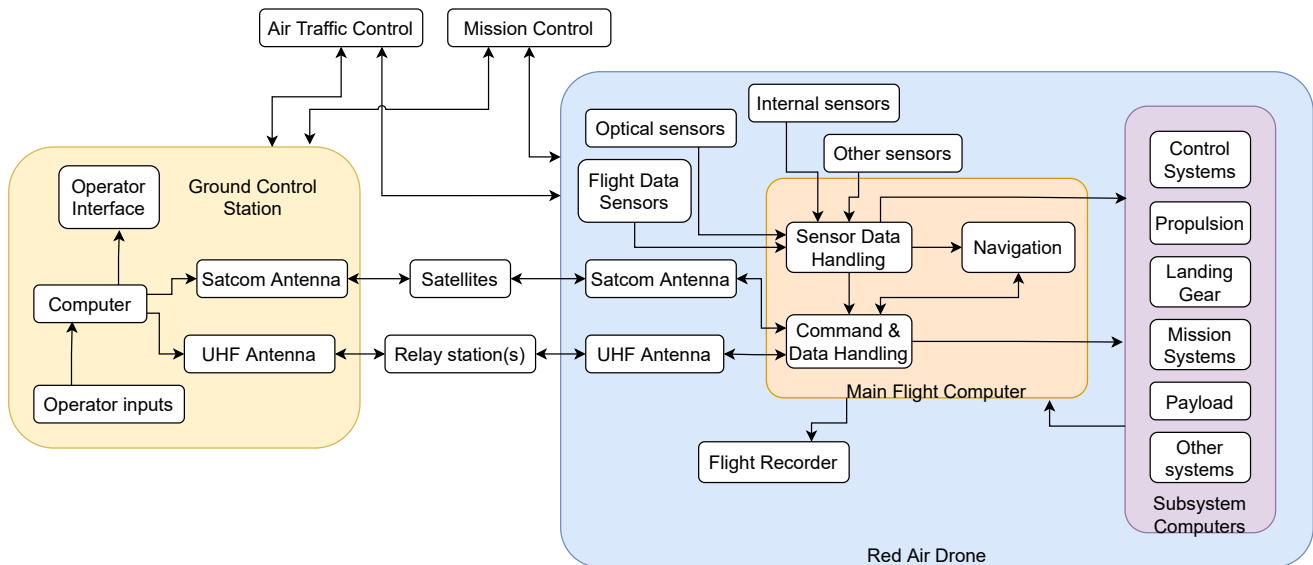 Air Traffic Control
Mission Control
Internal sensors
Optical sensors
Other sensors
Control
Systems
Operator
Interface
Ground Control
Station
Flight Data
Sensors
Propulsion
Sensor Data
Handling
Navigation
Landing
Gear
Computer
Satcom Antenna
Satellites
Satcom Antenna
Command &
Data Handling
Mission
Systems
UHF Antenna
Relay station(s)
UHF Antenna
Operator inputs
Main Flight Computer
Payload
Flight Recorder
Other
systems
Subsystem
Computers
Red Air Drone